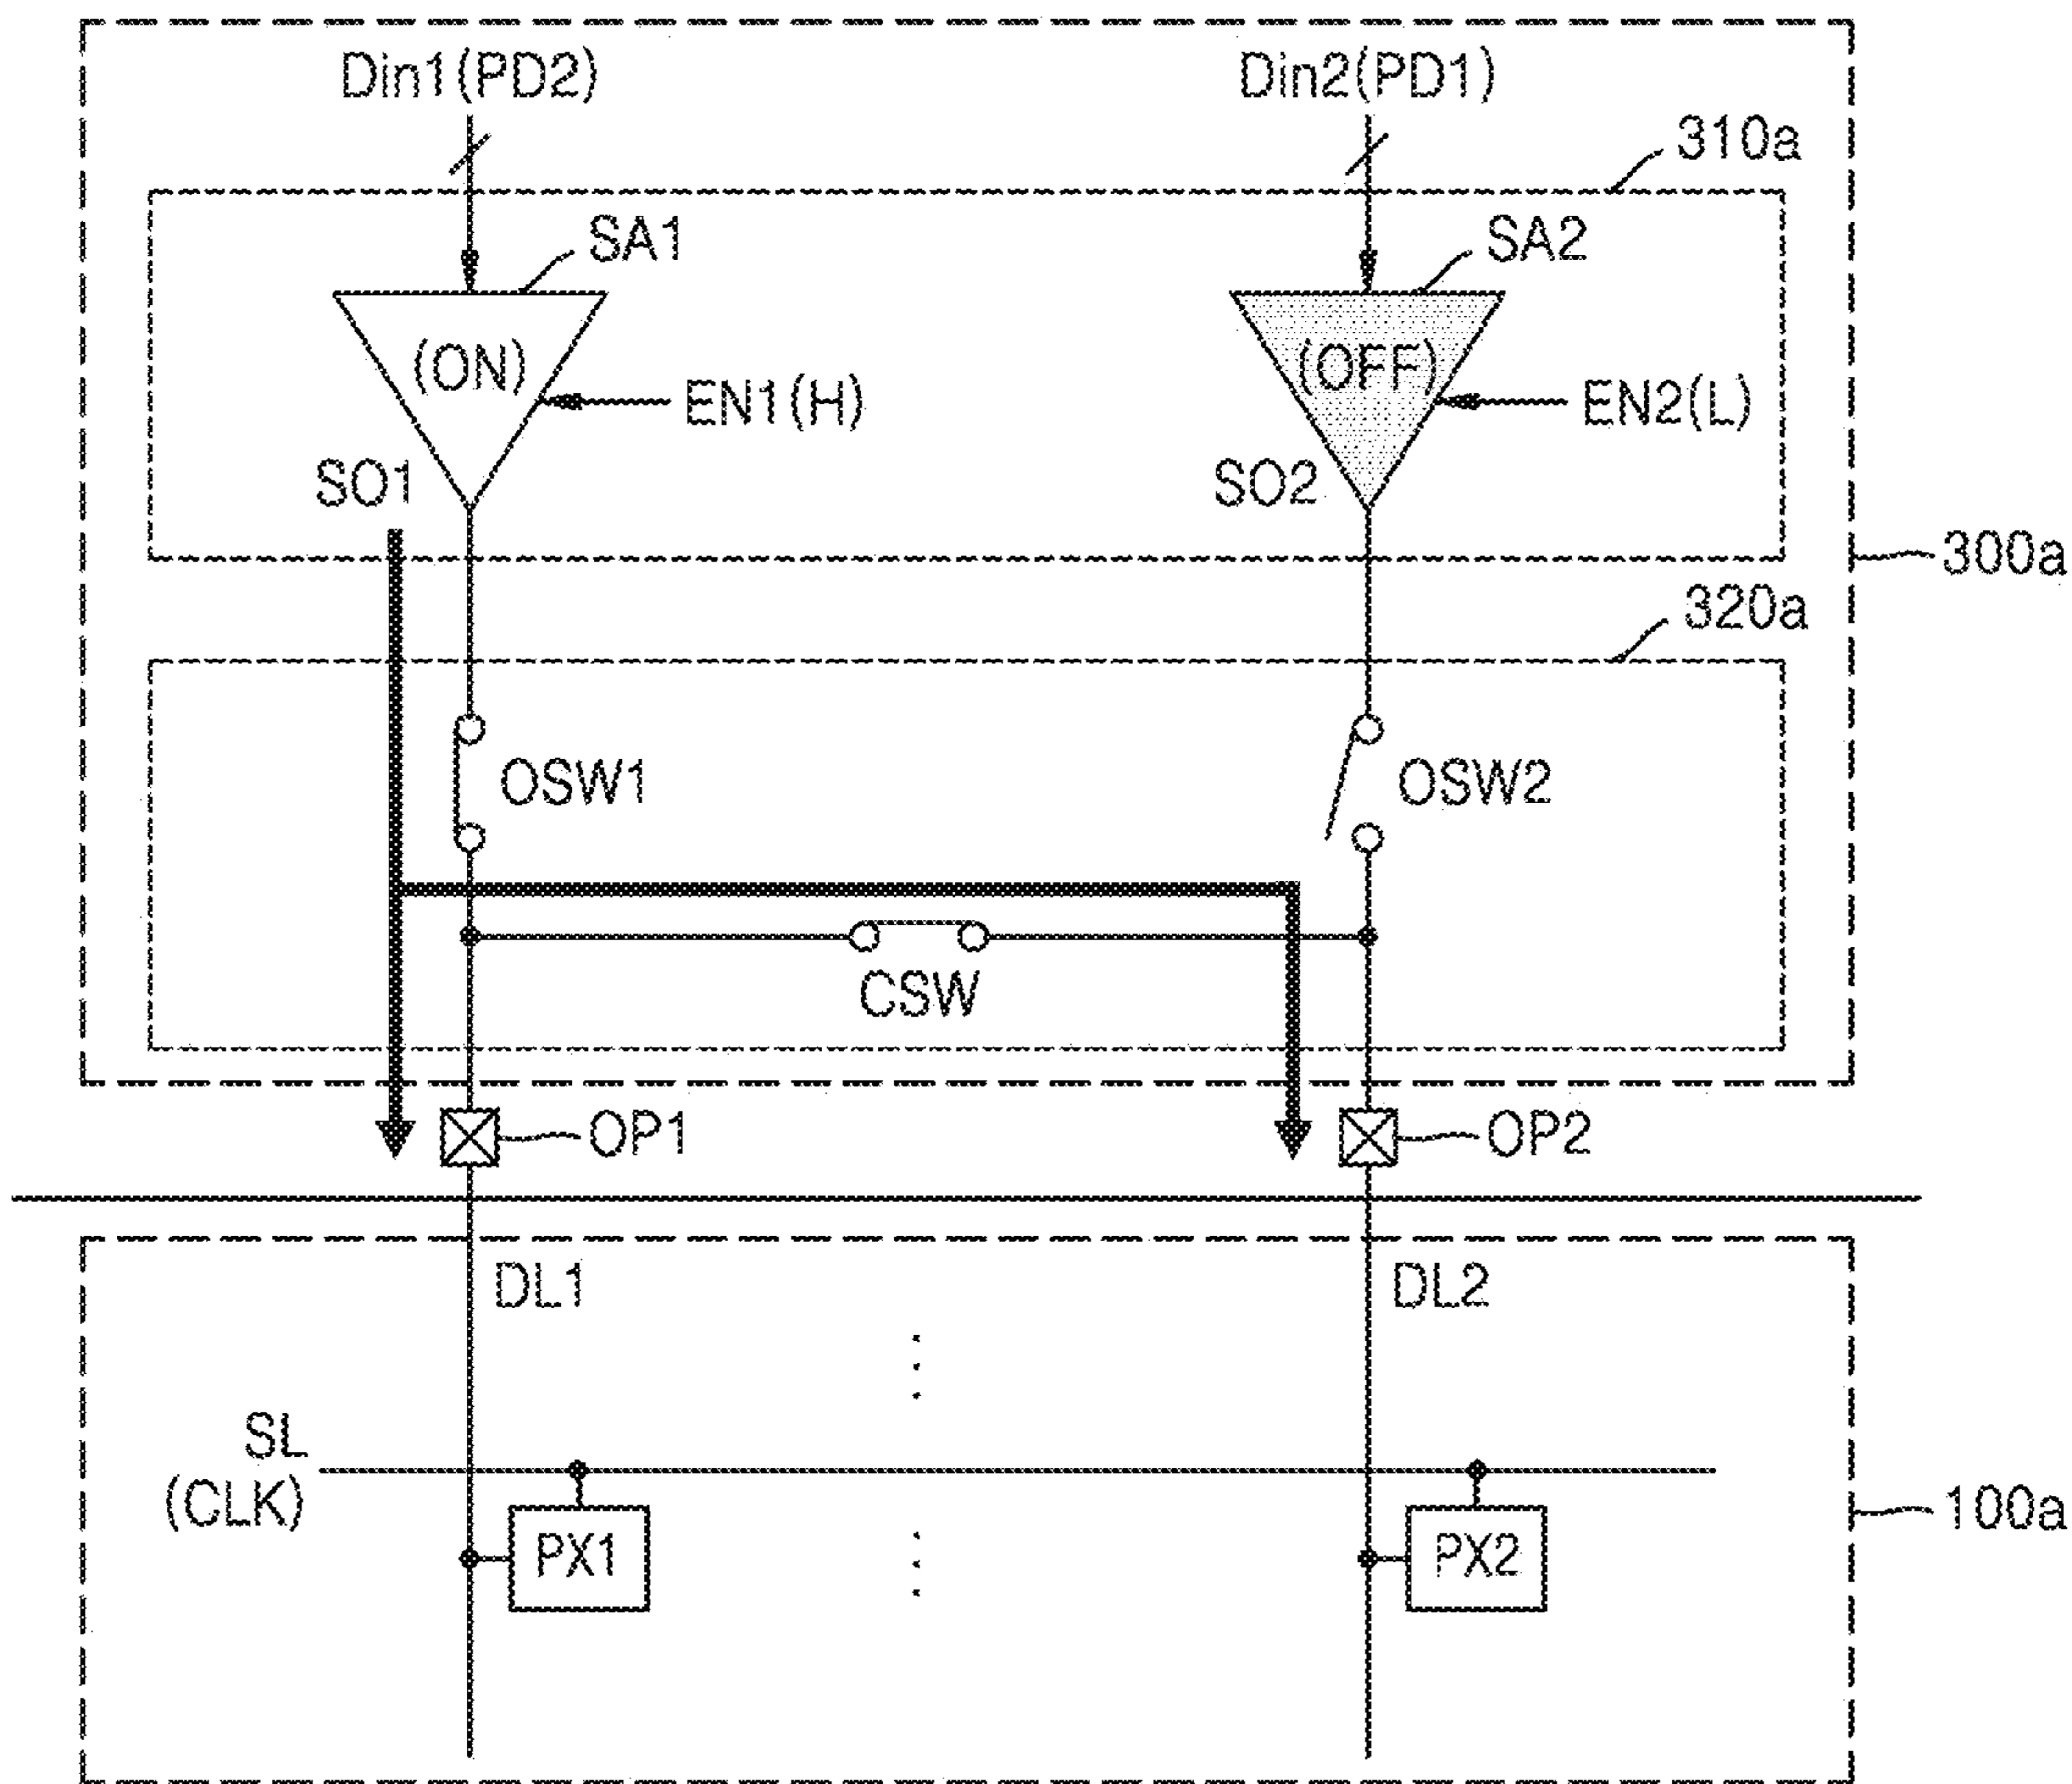 Din1(PD2)
Din2(PD1)
310a
SA1
SA2
(ON)
(OFF)
EN1(H)
EN2(L)
SO1
SO2
300a
320a
OSW1
OSW2
CSW
OP1
OP2
DL1
DL2
SL
(CLK)
PX1
PX2
100a